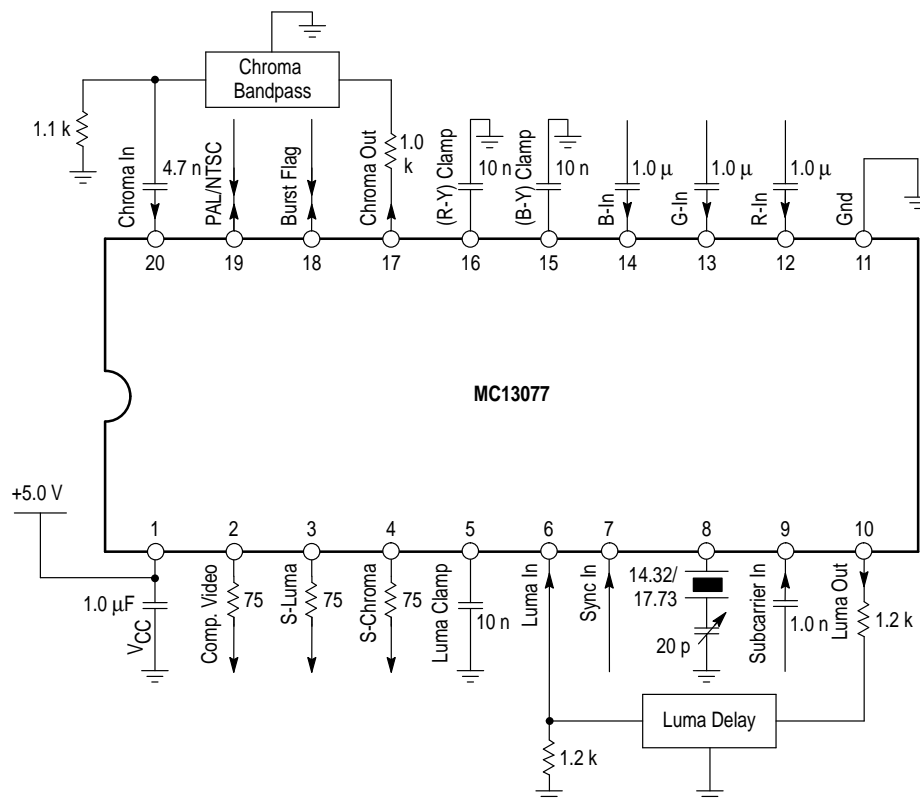 Chroma
Bandpass
1.1 k
4.7 n
1.0
k
10 n
10 n
1.0 µ
1.0 µ
1.0 µ
Chroma In
PAL/NTSC
Burst Flag
Chroma Out
(R-Y) Clamp
(B-Y) Clamp
B-In
G-In
R-In
Gnd
20
19
18
17
16
15
14
13
12
11
MC13077
+5.0 V
1
2
3
4
5
6
7
8
9
10
1.0 µF
VCC
Comp. Video
75
S-Luma
75
S-Chroma
75
Luma Clamp
10 n
Luma In
Sync In
14.32/
17.73
20 p
Subcarrier In
1.0 n
Luma Out
1.2 k
Luma Delay
1.2 k